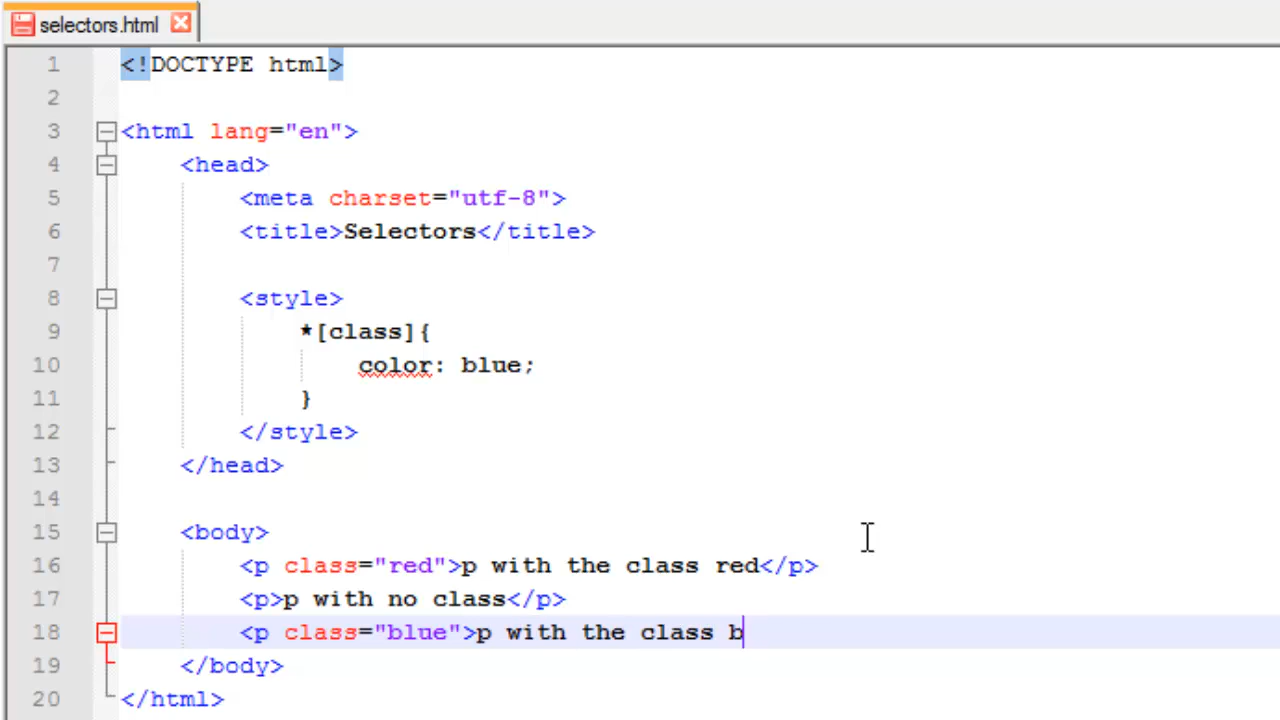 selectors.html
1 <!DOCTYPE html>
2
3 <html lang="en">
4 <head>
5 <meta charset="utf-8">
6 <title>Selectors</title>
7
8 <style>
9 *[class]{
10 color: blue;
11 }
12 </style>
13 </head>
14
15 <body>
16 <p class="red">p with the class red</p>
17 <p>p with no class</p>
18 <p class="blue">p with the class b
19 </body>
20 </html>